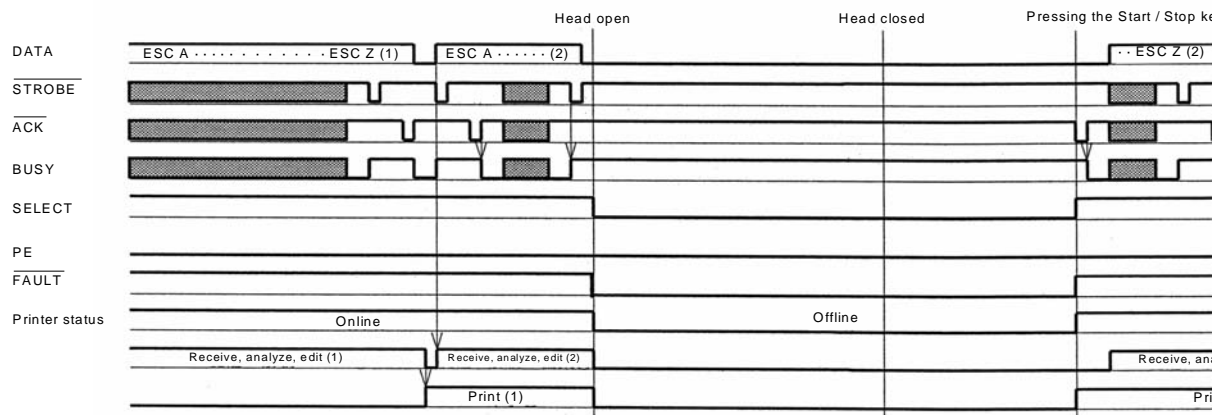 Head open Head closed Pressing the Start / Stop ke
DATA ESC A · · · · · · · · · · · · ESC Z (1) ESC A · · · · · · (2) · · ESC Z (2)
STROBE
ACK
BUSY
SELECT
PE
FAULT
Printer status Online Offline
Receive, analyze, edit (1) Receive, analyze, edit (2) Receive, ana
Print (1) Pri